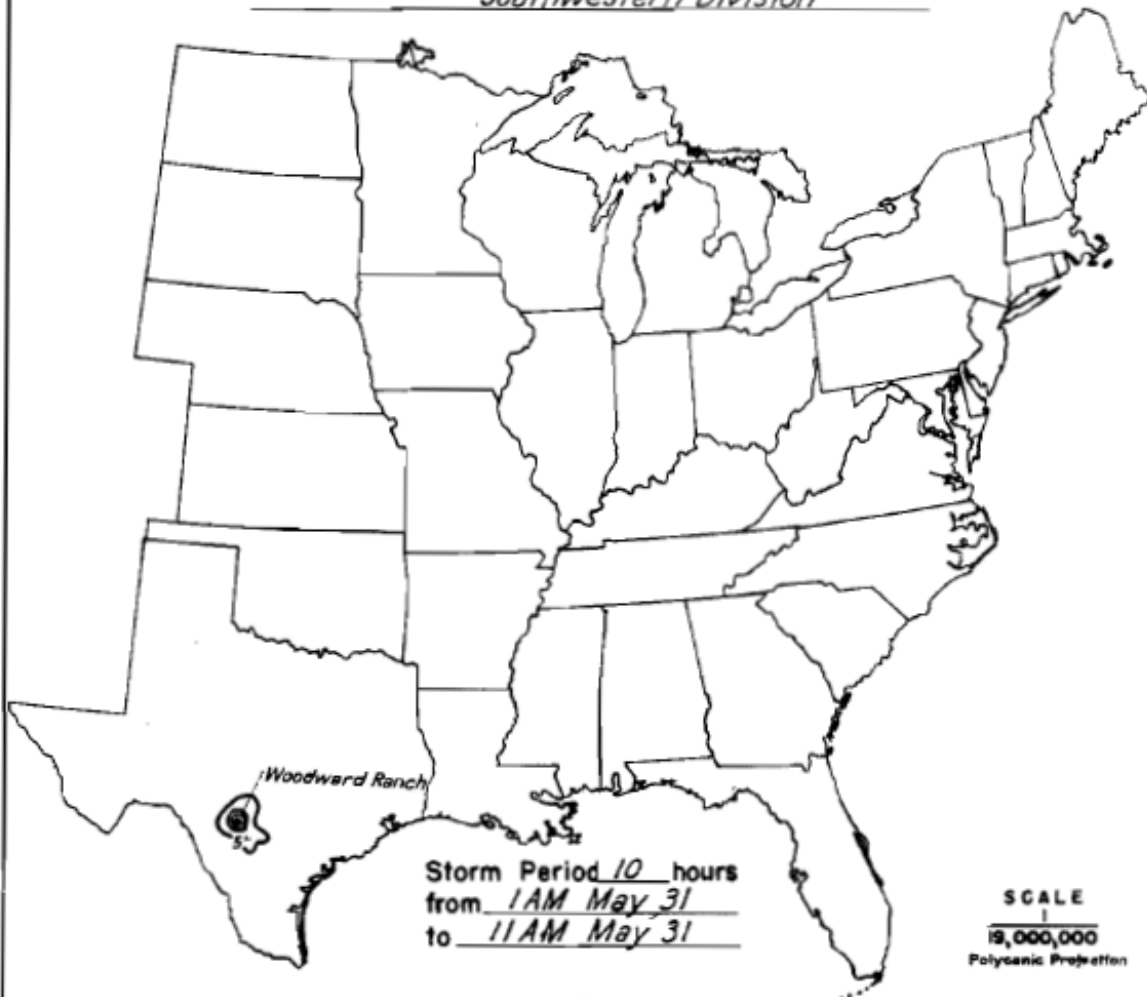 Southwestern Division
Woodward Ranch
5"
Storm Period 10 hours
from 1 AM May 31
to 11 AM May 31
SCALE
1
19,000,000
Polyconic Projection